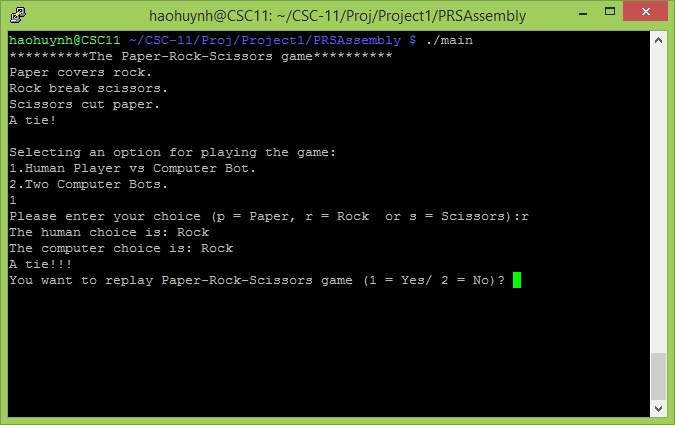 haohuynh@CSC11: ~/CSC-11/Proj/Project1/PRSAssembly
haohuynh@CSC11 ~/CSC-11/Proj/Project1/PRSAssembly $ ./main
**********The Paper-Rock-Scissors game**********
Paper covers rock.
Rock break scissors.
Scissors cut paper.
A tie!
Selecting an option for playing the game:
1.Human Player vs Computer Bot.
2.Two Computer Bots.
1
Please enter your choice (p = Paper, r = Rock  or s = Scissors):r
The human choice is: Rock
The computer choice is: Rock
A tie!!!
You want to replay Paper-Rock-Scissors game (1 = Yes/ 2 = No)?